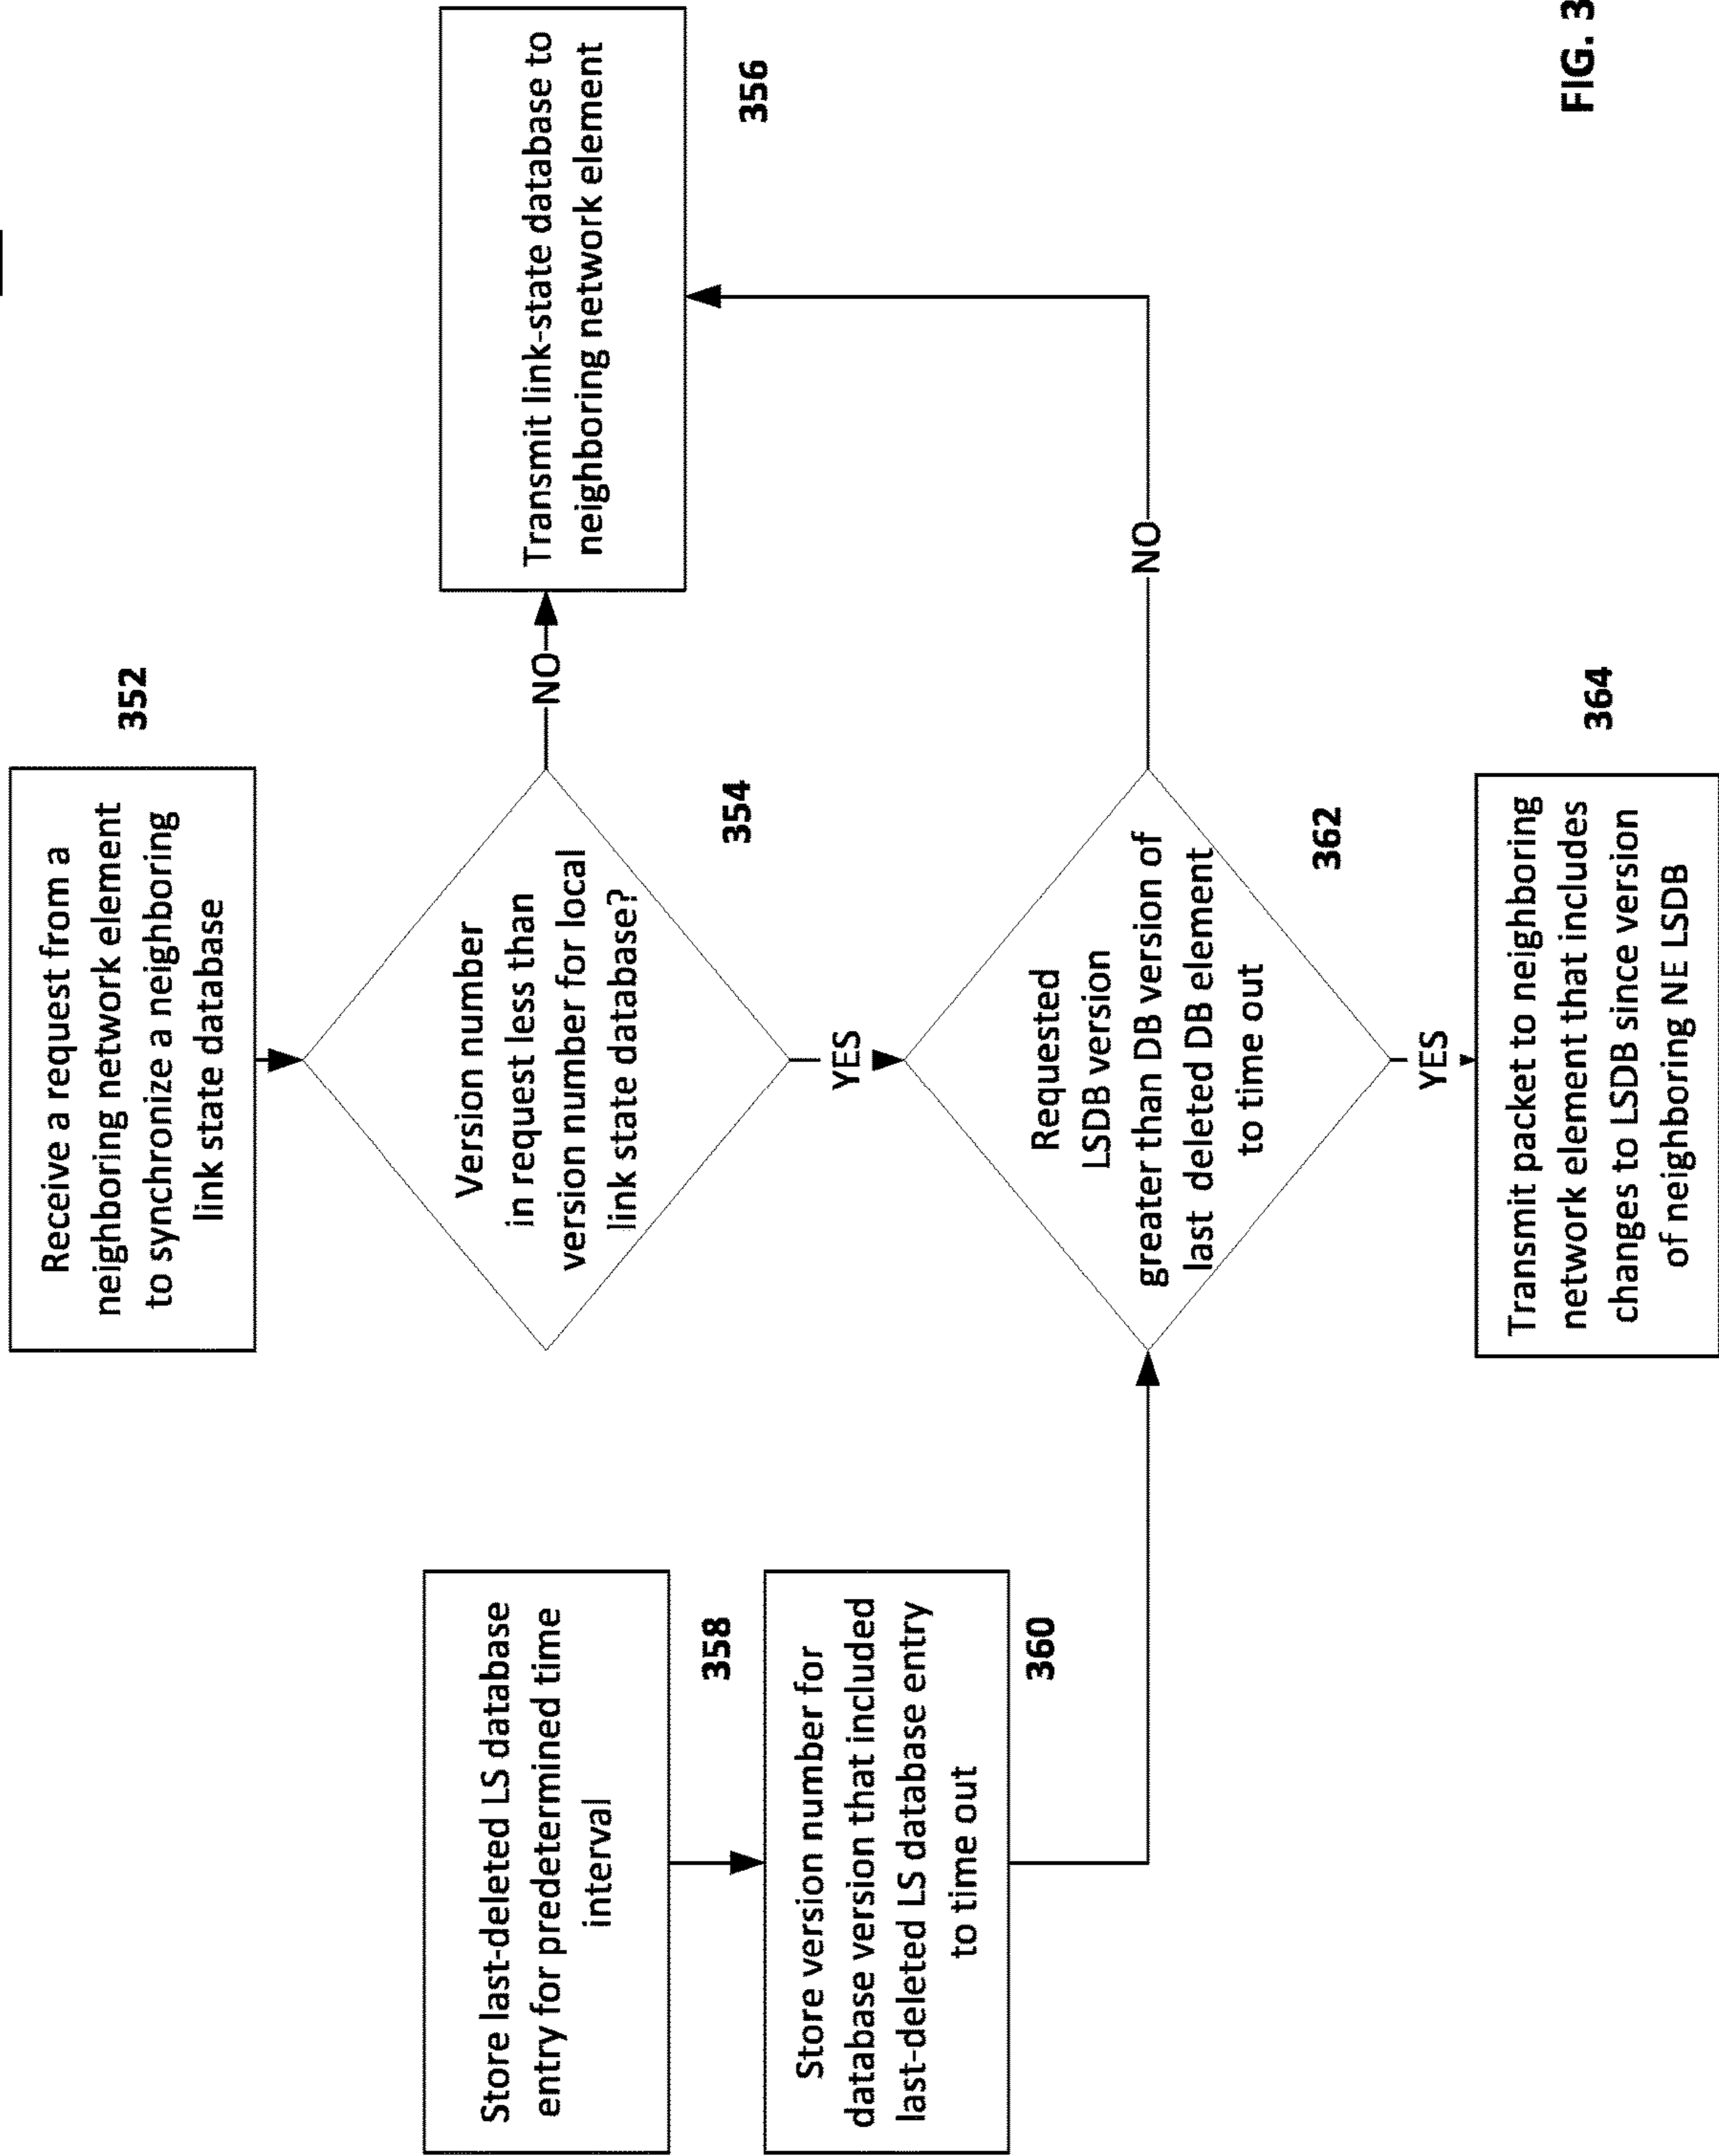 Receive a request from a
neighboring network element
to synchronize a neighboring
link state database
352
Version number
in request less than
version number for local
link state database?
354
NO
Transmit link-state database to
neighboring network element
356
YES
Store last-deleted LS database
entry for predetermined time
interval
358
Store version number for
database version that included
last-deleted LS database entry
to time out
360
Requested
LSDB version
greater than DB version of
last deleted DB element
to time out
362
NO
YES
Transmit packet to neighboring
network element that includes
changes to LSDB since version
of neighboring NE LSDB
364
FIG. 3